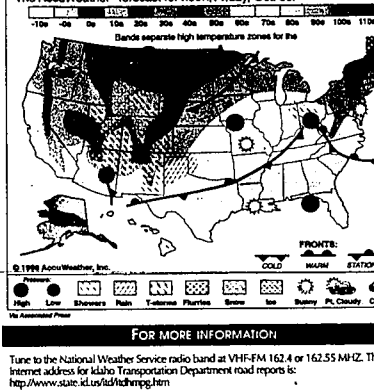 -10s -0s 0s 10s 20s 30s 40s 50s 60s 70s 80s 90s 100s 110s
Bands separate high temperature zones for the
FRONTS:
© 1996 AccuWeather, Inc.
COLD WARM STATION
Pressure:
High Low Showers Rain T-storms Flurries Snow Ice Sunny Pt. Cloudy C
Via Associated Press
FOR MORE INFORMATION
Tune to the National Weather Service radio band at VHF-FM 162.4 or 162.55 MHZ. Th
Internet address for Idaho Transportation Department road reports is:
http://www.state.id.us/itd/itdhmpg.htm